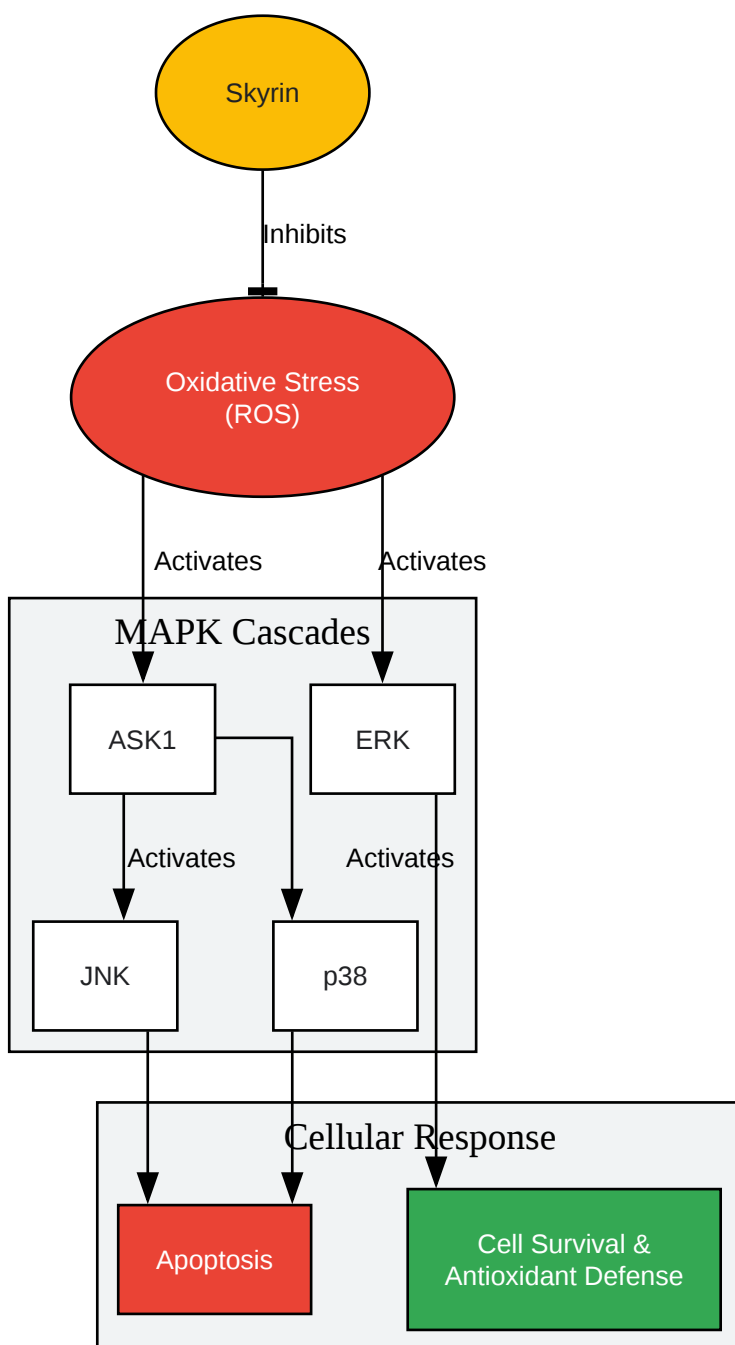 Skyrin
Inhibits
Oxidative Stress
(ROS)
Activates
Activates
MAPK Cascades
ASK1
ERK
Activates
Activates
JNK
p38
Cellular Response
Apoptosis
Cell Survival &
Antioxidant Defense